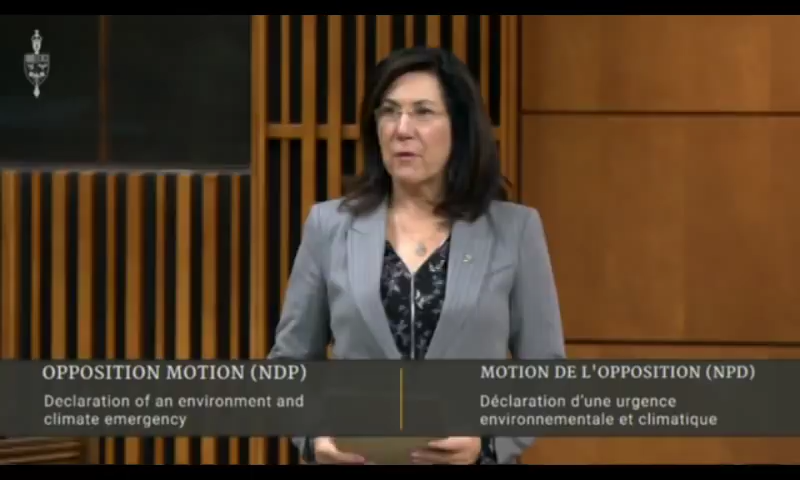 OPPOSITION MOTION (NDP)
Declaration of an environment and
climate emergency
MOTION DE L'OPPOSITION (NPD)
Déclaration d'une urgence
environnementale et climatique